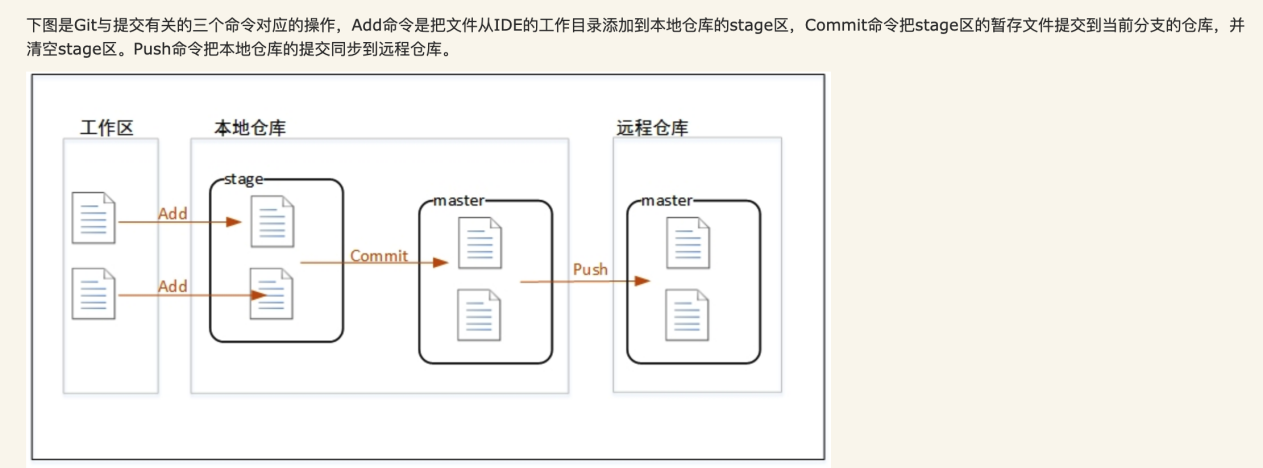 下图是Git与提交有关的三个命令对应的操作，Add命令是把文件从IDE的工作目录添加到本地仓库的stage区，Commit命令把stage区的暂存文件提交到当前分支的仓库，并
清空stage区。Push命令把本地仓库的提交同步到远程仓库。
工作区
本地仓库
远程仓库
stage
master
master
Add
Commit
Push
Add